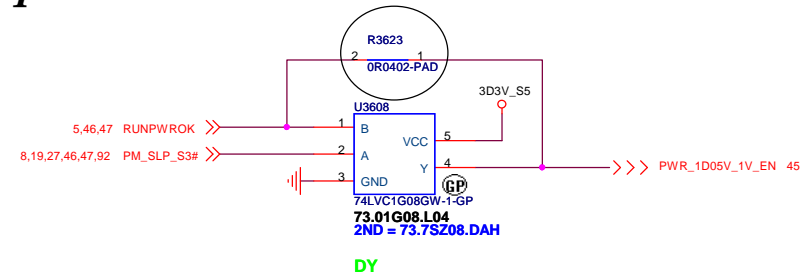 R3623
2 1
0R0402-PAD
3D3V_S5
U3608
5,46,47 RUNPWROK 1 B
VCC 5
8,19,27,46,47,92 PM_SLP_S3# 2 A
Y 4 PWR_1D05V_1V_EN 45
3 GND
GP
74LVC1G08GW-1-GP
73.01G08.L04
2ND = 73.7SZ08.DAH
DY